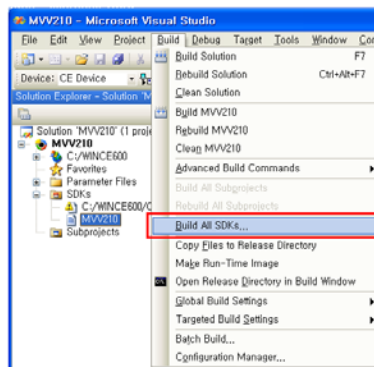 MVV210 - Microsoft Visual Studio
File Edit View Project Build Debug Target Tools Window
Device: CE Device
Solution Explorer - Solution 'M
Solution 'MVV210' (1 proje
MVV210
C:/WINCE600
Favorites
Parameter Files
SDKs
C:/WINCE600/
MVV210
Subprojects
Build Solution F7
Rebuild Solution Ctrl+Alt+F7
Clean Solution
Build MVV210
Rebuild MVV210
Clean MVV210
Advanced Build Commands
Build All Subprojects
Rebuild All Subprojects
Build All SDKs...
Copy Files to Release Directory
Make Run-Time Image
Open Release Directory in Build Window
Global Build Settings
Targeted Build Settings
Batch Build...
Configuration Manager...